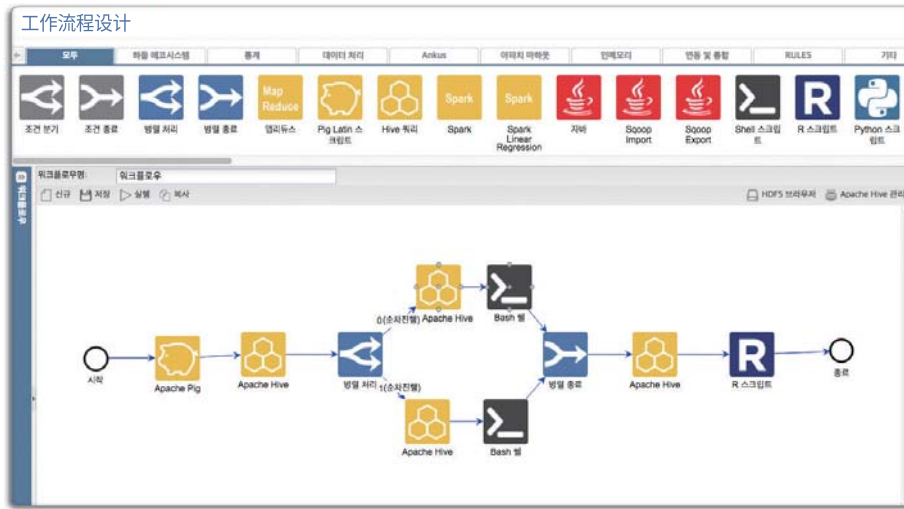 工作流程设计
모두 하둡 에코시스템 통계 데이터 처리 Ankus 아파치 마하웃 인메모리 연동 및 통합 RULES 기타
Map
Reduce
Spark
Spark
R
조건 분기 조건 종료 병렬 처리 병렬 종료 맵리듀스 Pig Latin 스크립트 Hive 쿼리 Spark Spark Linear Regression 자바 Sqoop Import Sqoop Export Shell 스크립트 R 스크립트 Python 스크립트
워크플로우
워크플로우명: 워크플로우
신규 저장 실행 복사 HDFS 브라우저 Apache Hive 관리
0(순차진행) Apache Hive Bash 쉘
R
시작 Apache Pig Apache Hive 병렬 처리 병렬 종료 Apache Hive R 스크립트 종료
1(순차진행)
Apache Hive Bash 쉘